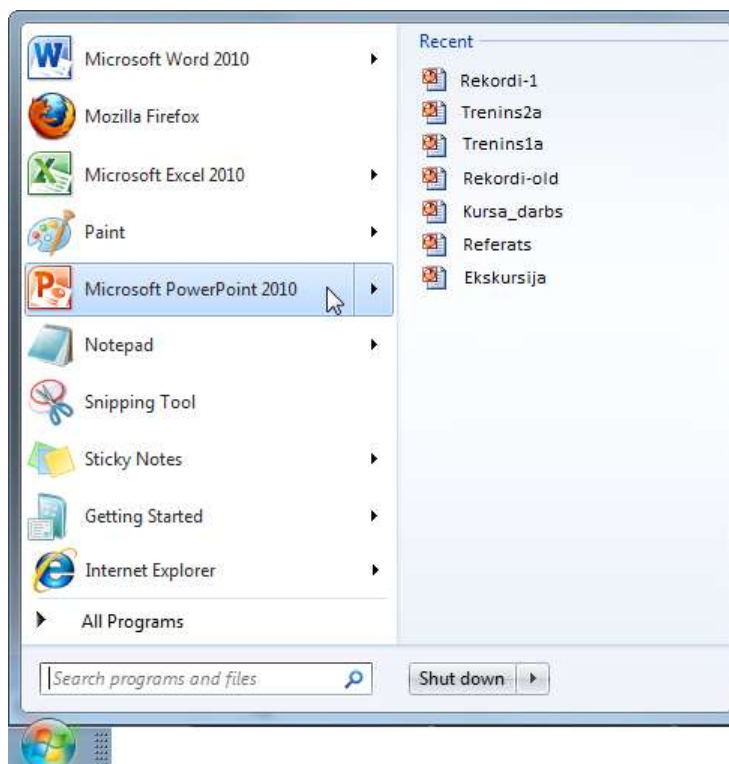 Microsoft Word 2010
Mozilla Firefox
Microsoft Excel 2010
Paint
Microsoft PowerPoint 2010
Notepad
Snipping Tool
Sticky Notes
Getting Started
Internet Explorer
All Programs
Search programs and files
Recent
Rekordi-1
Trenins2a
Trenins1a
Rekordi-old
Kursa_darbs
Referats
Ekskursija
Shut down